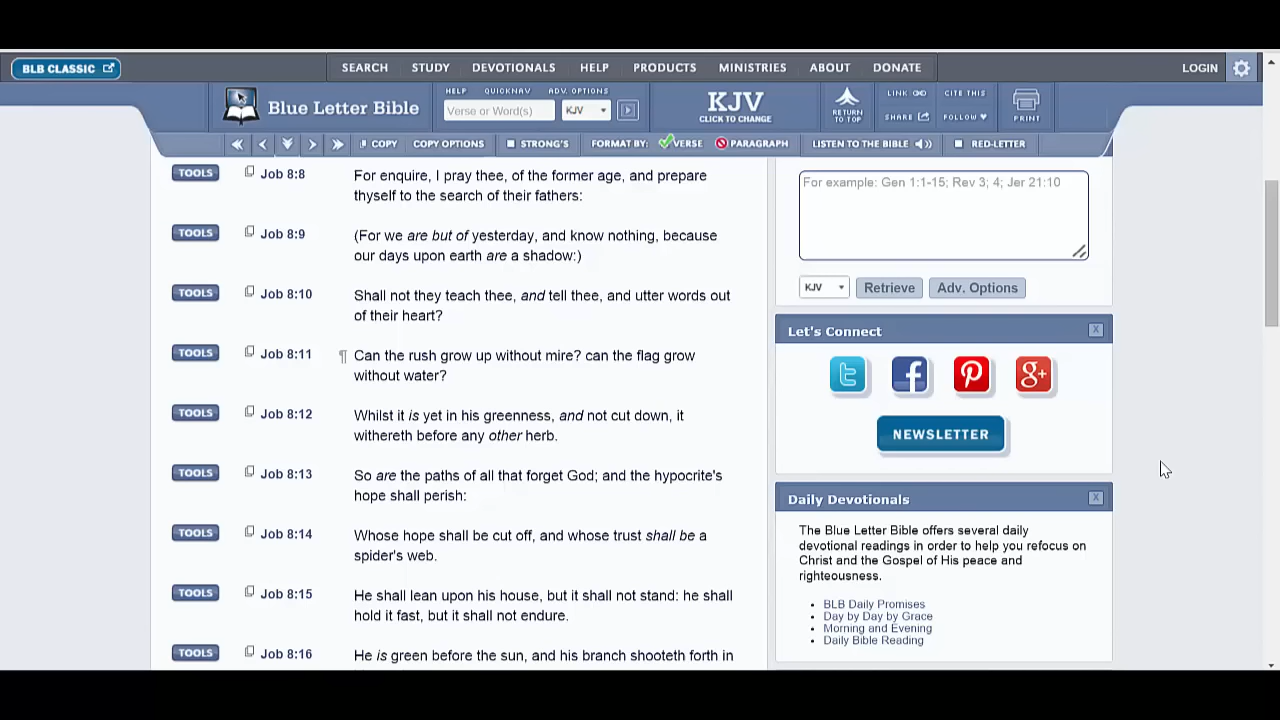 BLB CLASSIC
SEARCH STUDY DEVOTIONALS HELP PRODUCTS MINISTRIES ABOUT DONATE
LOGIN
Blue Letter Bible
HELP QUICKNAV ADV. OPTIONS
Verse or Word(s) KJV
KJV
CLICK TO CHANGE
RETURN
TO TOP
LINK CITE THIS
SHARE FOLLOW
PRINT
COPY COPY OPTIONS STRONG'S FORMAT BY: VERSE PARAGRAPH LISTEN TO THE BIBLE RED-LETTER
TOOLS Job 8:8 For enquire, I pray thee, of the former age, and prepare
thyself to the search of their fathers:
TOOLS Job 8:9 (For we are but of yesterday, and know nothing, because
our days upon earth are a shadow:)
TOOLS Job 8:10 Shall not they teach thee, and tell thee, and utter words out
of their heart?
TOOLS Job 8:11 ¶ Can the rush grow up without mire? can the flag grow
without water?
TOOLS Job 8:12 Whilst it is yet in his greenness, and not cut down, it
withereth before any other herb.
TOOLS Job 8:13 So are the paths of all that forget God; and the hypocrite's
hope shall perish:
TOOLS Job 8:14 Whose hope shall be cut off, and whose trust shall be a
spider's web.
TOOLS Job 8:15 He shall lean upon his house, but it shall not stand: he shall
hold it fast, but it shall not endure.
TOOLS Job 8:16 He is green before the sun, and his branch shooteth forth in
For example: Gen 1:1-15; Rev 3; 4; Jer 21:10
KJV Retrieve Adv. Options
Let's Connect X
NEWSLETTER
Daily Devotionals X
The Blue Letter Bible offers several daily
devotional readings in order to help you refocus on
Christ and the Gospel of His peace and
righteousness.
• BLB Daily Promises
• Day by Day by Grace
• Morning and Evening
• Daily Bible Reading